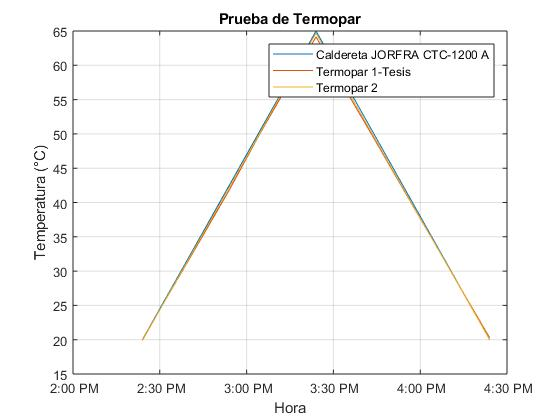 Prueba de Termopar
65
60
55
50
45
40
35
30
25
20
15
Temperatura (°C)
Caldereta JORFRA CTC-1200 A
Termopar 1-Tesis
Termopar 2
2:00 PM 2:30 PM 3:00 PM 3:30 PM 4:00 PM 4:30 PM
Hora